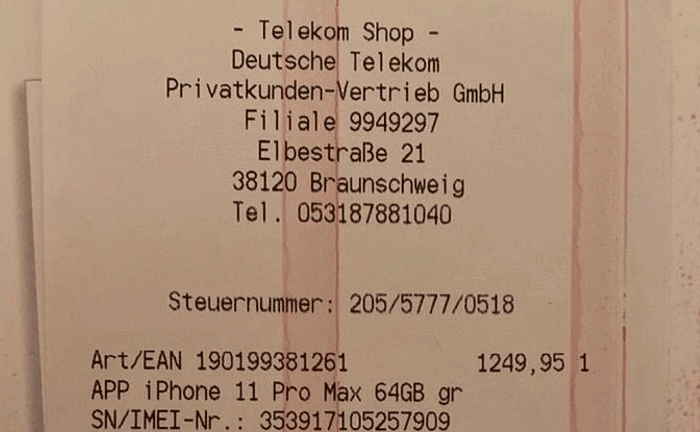 - Telekom Shop -
Deutsche Telekom
Privatkunden-Vertrieb GmbH
Filiale 9949297
Elbestraße 21
38120 Braunschweig
Tel. 053187881040
Steuernummer: 205/5777/0518
Art/EAN 190199381261 1249,95 1
APP iPhone 11 Pro Max 64GB gr
SN/IMEI-Nr.: 353917105257909